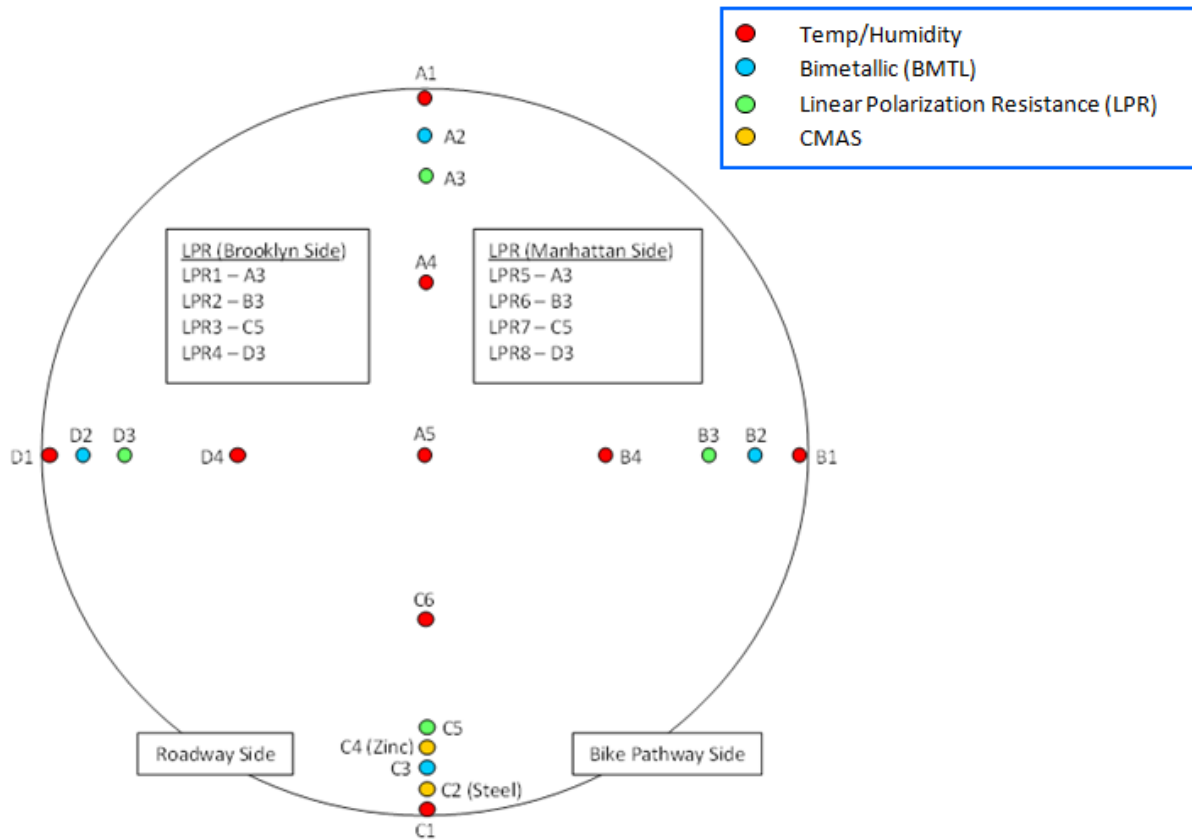 Temp/Humidity
Bimetallic (BMTL)
Linear Polarization Resistance (LPR)
CMAS
A1
A2
A3
LPR (Brooklyn Side)
LPR1 – A3
LPR2 – B3
LPR3 – C5
LPR4 – D3
A4
LPR (Manhattan Side)
LPR5 – A3
LPR6 – B3
LPR7 – C5
LPR8 – D3
D1
D2
D3
D4
A5
B4
B3
B2
B1
C6
C5
C4 (Zinc)
C3
C2 (Steel)
C1
Roadway Side
Bike Pathway Side